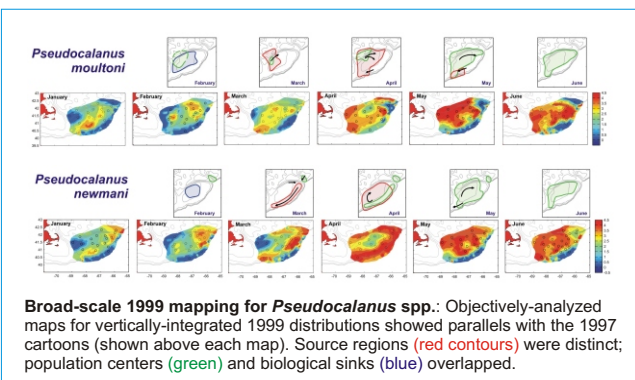 Pseudocalanus
moultoni
February
March
April
May
June
January
February
March
April
May
June
Pseudocalanus
newmani
February
March
April
May
June
January
February
March
April
May
June
Broad-scale 1999 mapping for Pseudocalanus spp.: Objectively-analyzed
maps for vertically-integrated 1999 distributions showed parallels with the 1997
cartoons (shown above each map). Source regions (red contours) were distinct;
population centers (green) and biological sinks (blue) overlapped.